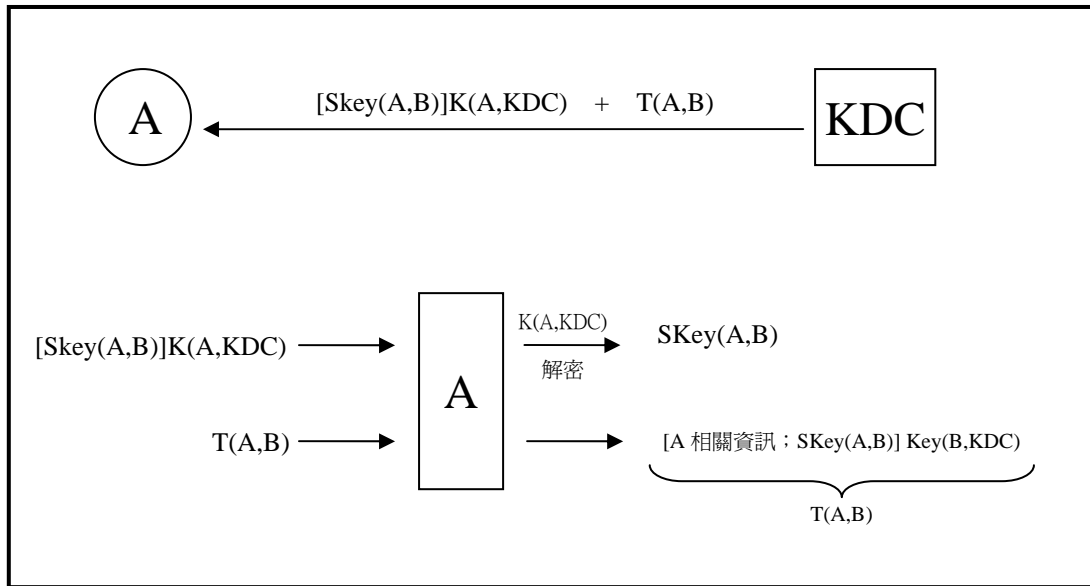 A
[Skey(A,B)]K(A,KDC) + T(A,B)
KDC
[Skey(A,B)]K(A,KDC)
T(A,B)
A
K(A,KDC)
解密
SKey(A,B)
[A 相關資訊；SKey(A,B)] Key(B,KDC)
T(A,B)